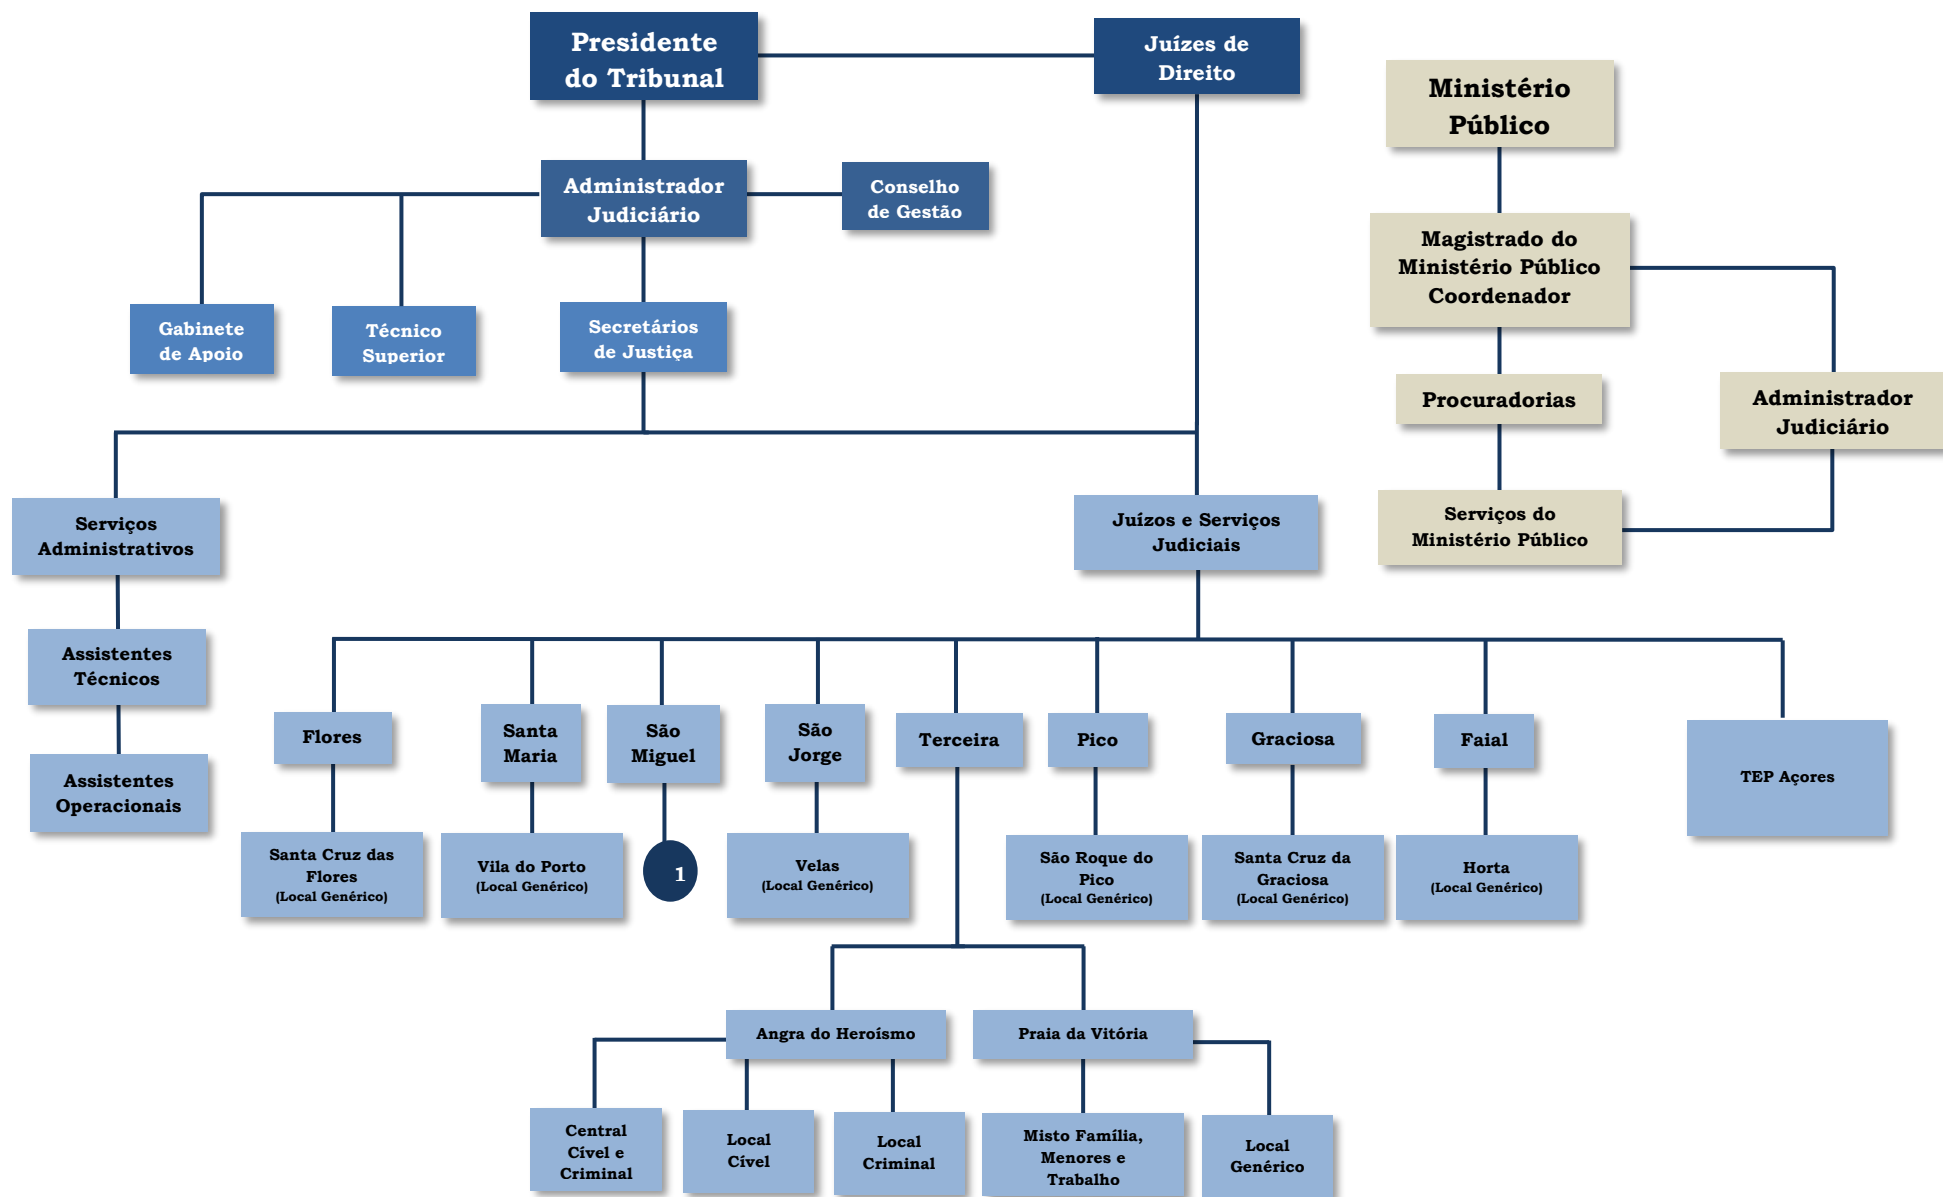 Presidente
do Tribunal
Juízes de
Direito
Ministério
Público
Administrador
Judiciário
Conselho
de Gestão
Magistrado do
Ministério Público
Coordenador
Gabinete
de Apoio
Técnico
Superior
Secretários
de Justiça
Procuradorias
Administrador
Judiciário
Serviços
Administrativos
Juízos e Serviços
Judiciais
Serviços do
Ministério Público
Assistentes
Técnicos
Assistentes
Operacionais
Flores
Santa
Maria
São
Miguel
São
Jorge
Terceira
Pico
Graciosa
Faial
TEP Açores
Santa Cruz das
Flores
(Local Genérico)
Vila do Porto
(Local Genérico)
1
Velas
(Local Genérico)
São Roque do
Pico
(Local Genérico)
Santa Cruz da
Graciosa
(Local Genérico)
Horta
(Local Genérico)
Angra do Heroísmo
Praia da Vitória
Central
Cível e
Criminal
Local
Cível
Local
Criminal
Misto Família,
Menores e
Trabalho
Local
Genérico